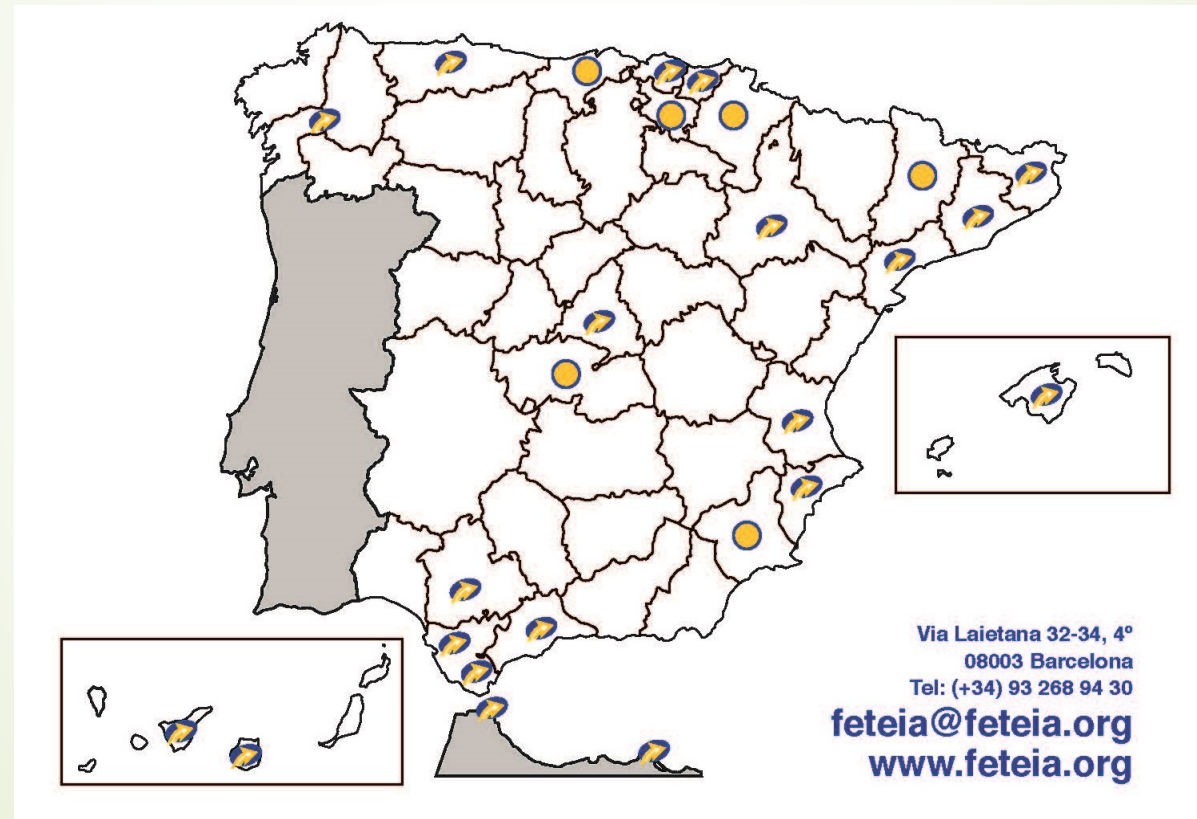 Via Laietana 32-34, 4º
08003 Barcelona
Tel: (+34) 93 268 94 30
feteia@feteia.org
www.feteia.org